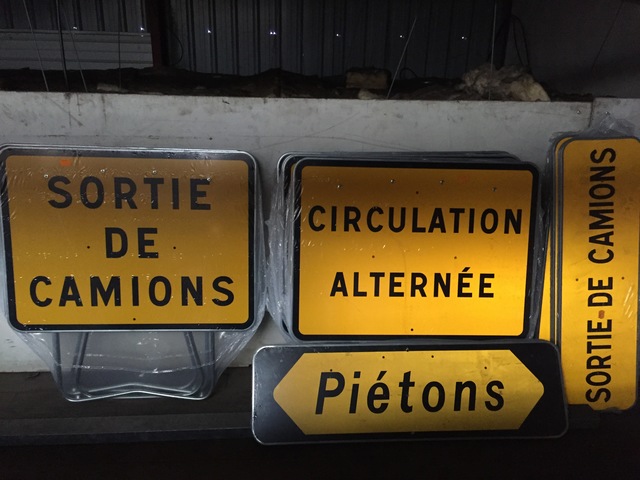 SORTIE
DE
CAMIONS
CIRCULATION
ALTERNÉE
Piétons
SORTIE DE CAMIONS